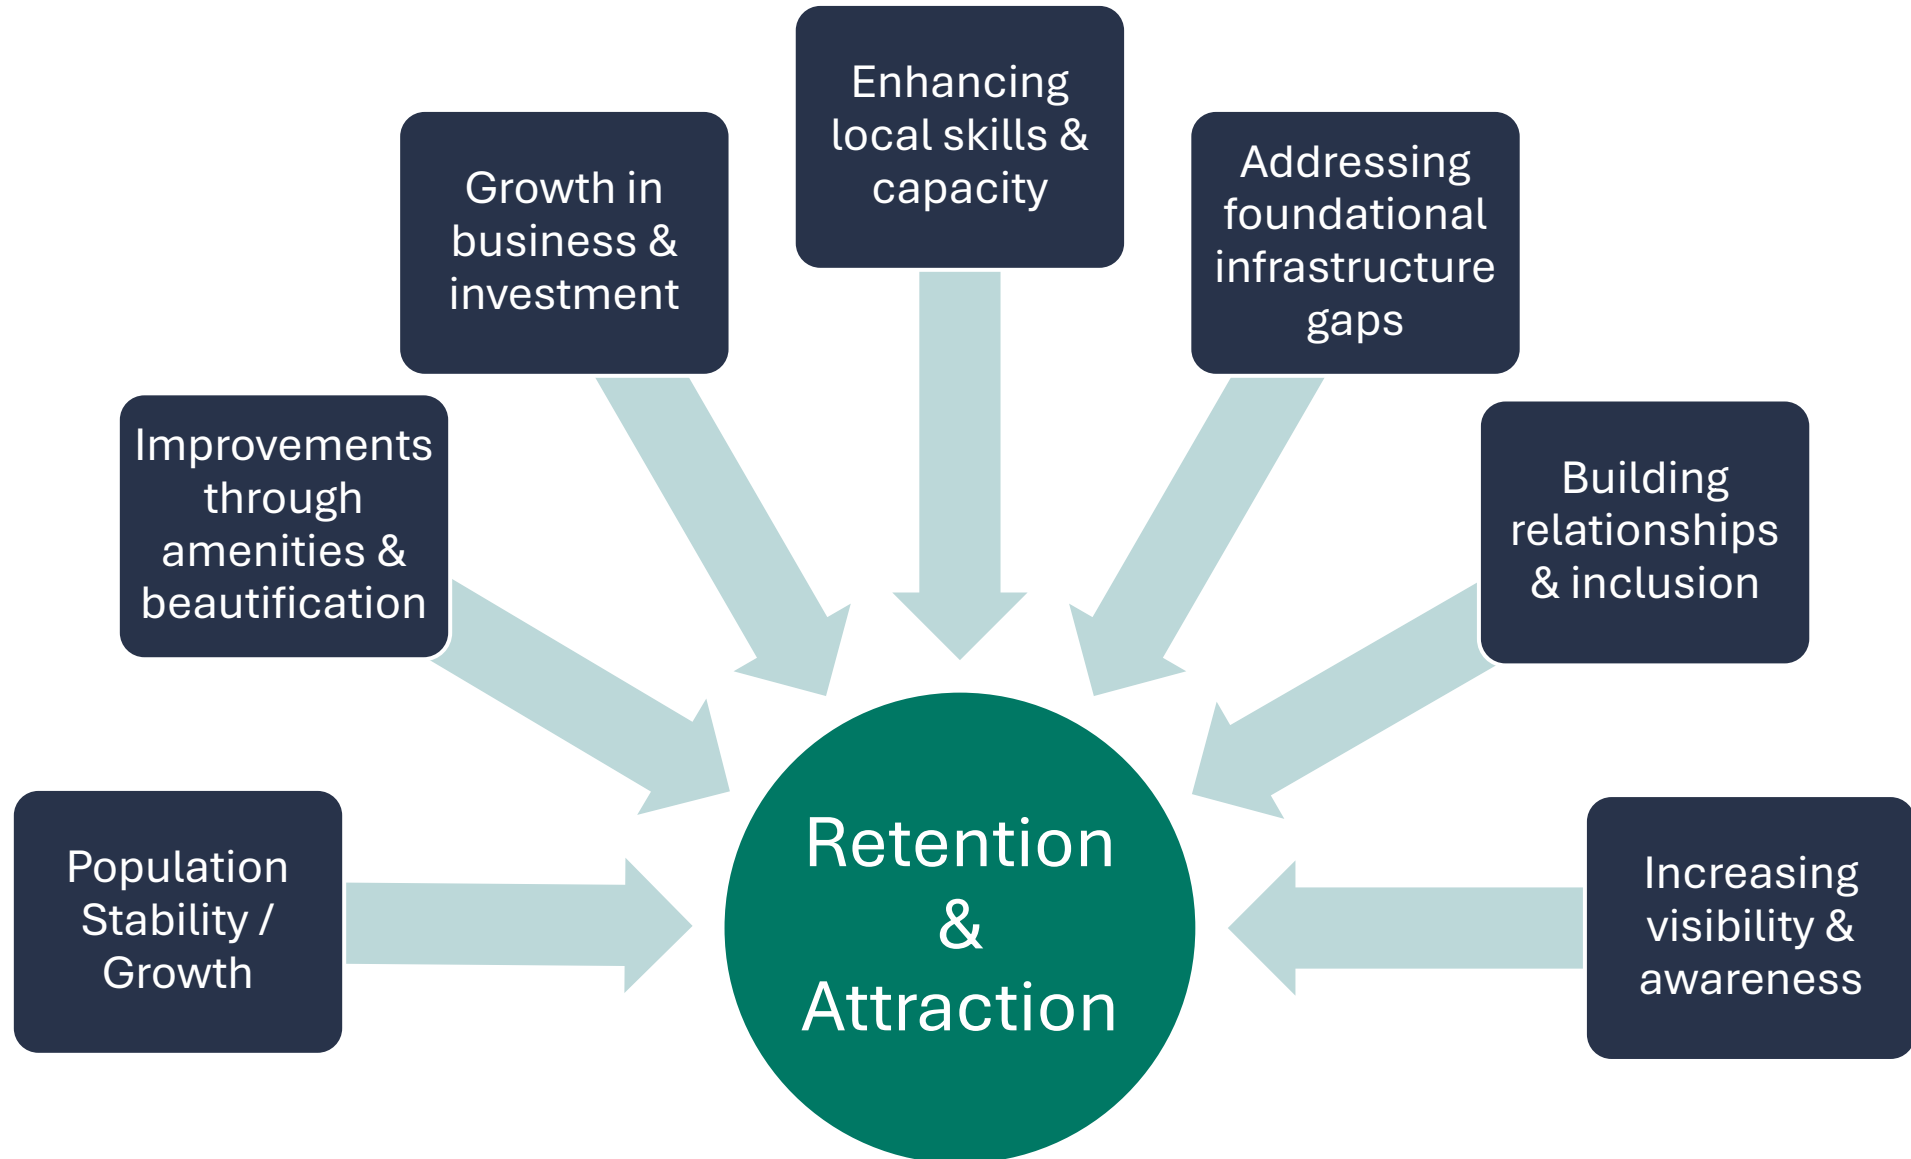 Enhancing
local skills &
capacity
Growth in
business &
investment
Addressing
foundational
infrastructure
gaps
Improvements
through
amenities &
beautification
Building
relationships
& inclusion
Population
Stability /
Growth
Retention
&
Attraction
Increasing
visibility &
awareness